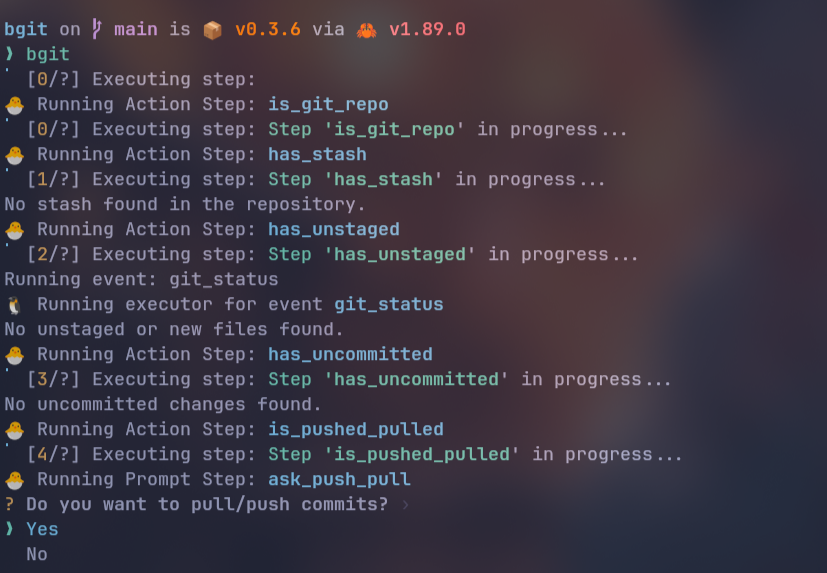 bgit on main is 📦 v0.3.6 via 🦀 v1.89.0
❯ bgit
[0/?] Executing step:
🐣 Running Action Step: is_git_repo
[0/?] Executing step: Step 'is_git_repo' in progress...
🐣 Running Action Step: has_stash
[1/?] Executing step: Step 'has_stash' in progress...
No stash found in the repository.
🐣 Running Action Step: has_unstaged
[2/?] Executing step: Step 'has_unstaged' in progress...
Running event: git_status
🐧 Running executor for event git_status
No unstaged or new files found.
🐣 Running Action Step: has_uncommitted
[3/?] Executing step: Step 'has_uncommitted' in progress...
No uncommitted changes found.
🐣 Running Action Step: is_pushed_pulled
[4/?] Executing step: Step 'is_pushed_pulled' in progress...
🐣 Running Prompt Step: ask_push_pull
? Do you want to pull/push commits? ›
❯ Yes
No